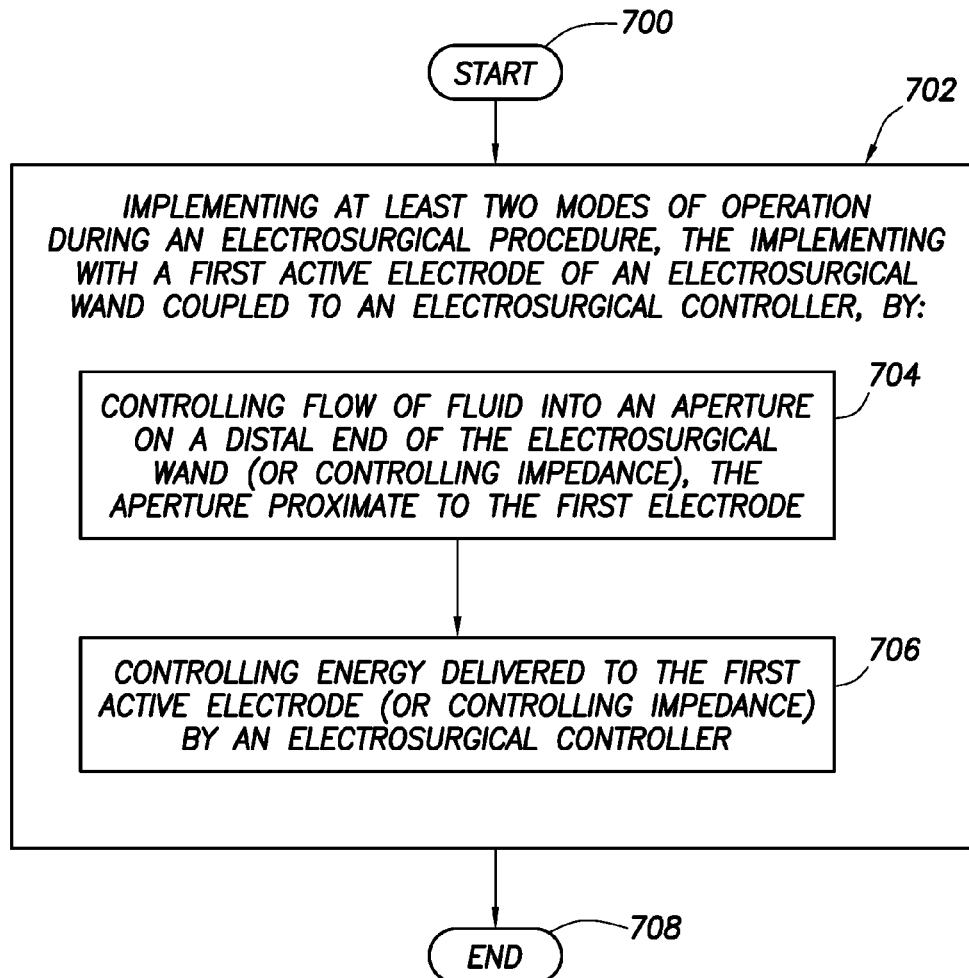 700
START
702
IMPLEMENTING AT LEAST TWO MODES OF OPERATION
DURING AN ELECTROSURGICAL PROCEDURE, THE IMPLEMENTING
WITH A FIRST ACTIVE ELECTRODE OF AN ELECTROSURGICAL
WAND COUPLED TO AN ELECTROSURGICAL CONTROLLER, BY:
704
CONTROLLING FLOW OF FLUID INTO AN APERTURE
ON A DISTAL END OF THE ELECTROSURGICAL
WAND (OR CONTROLLING IMPEDANCE), THE
APERTURE PROXIMATE TO THE FIRST ELECTRODE
706
CONTROLLING ENERGY DELIVERED TO THE FIRST
ACTIVE ELECTRODE (OR CONTROLLING IMPEDANCE)
BY AN ELECTROSURGICAL CONTROLLER
708
END